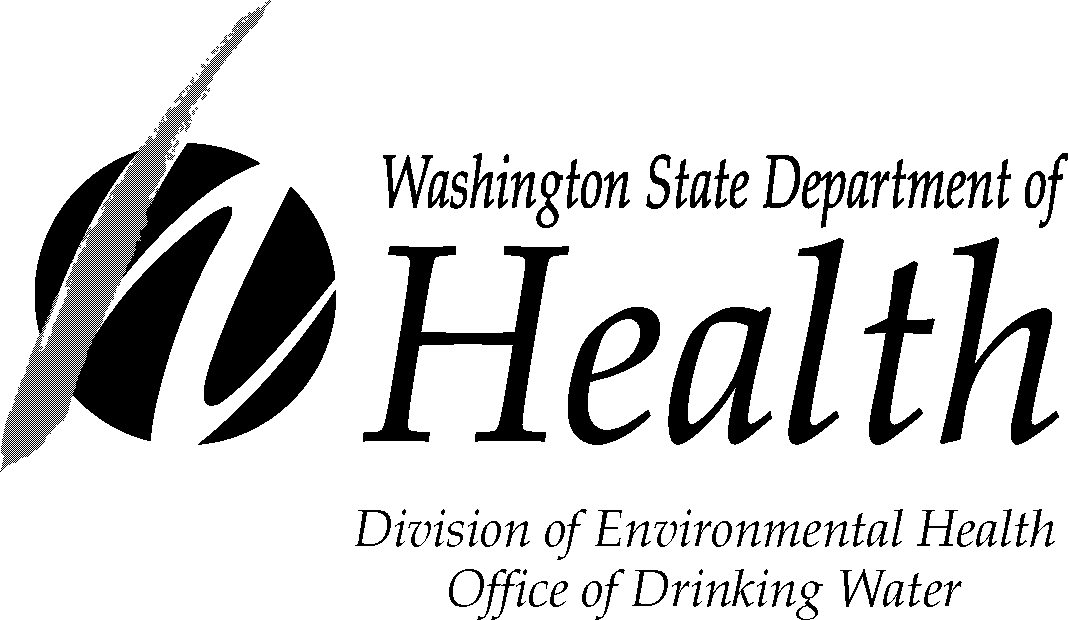 Washington State Department of
Health
Division of Environmental Health
Office of Drinking Water